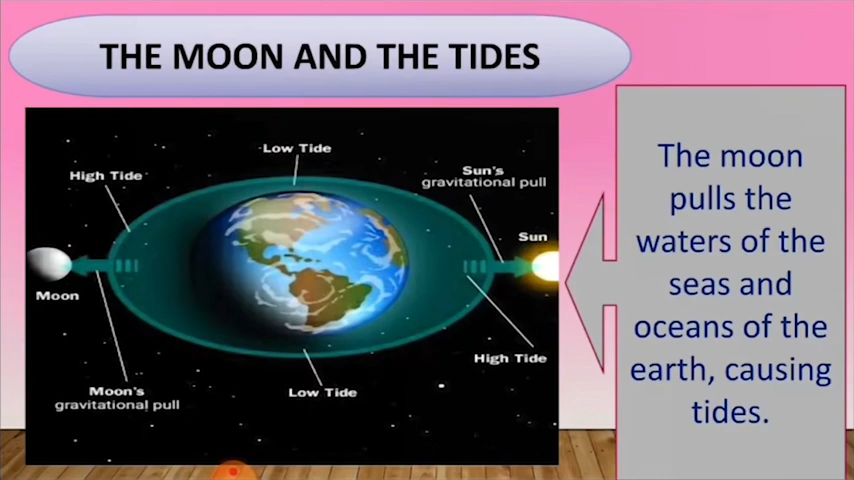 THE MOON AND THE TIDES
Low Tide
High Tide
Sun's
gravitational pull
Sun
Moon
High Tide
Moon's
gravitational pull
Low Tide
The moon
pulls the
waters of the
seas and
oceans of the
earth, causing
tides.